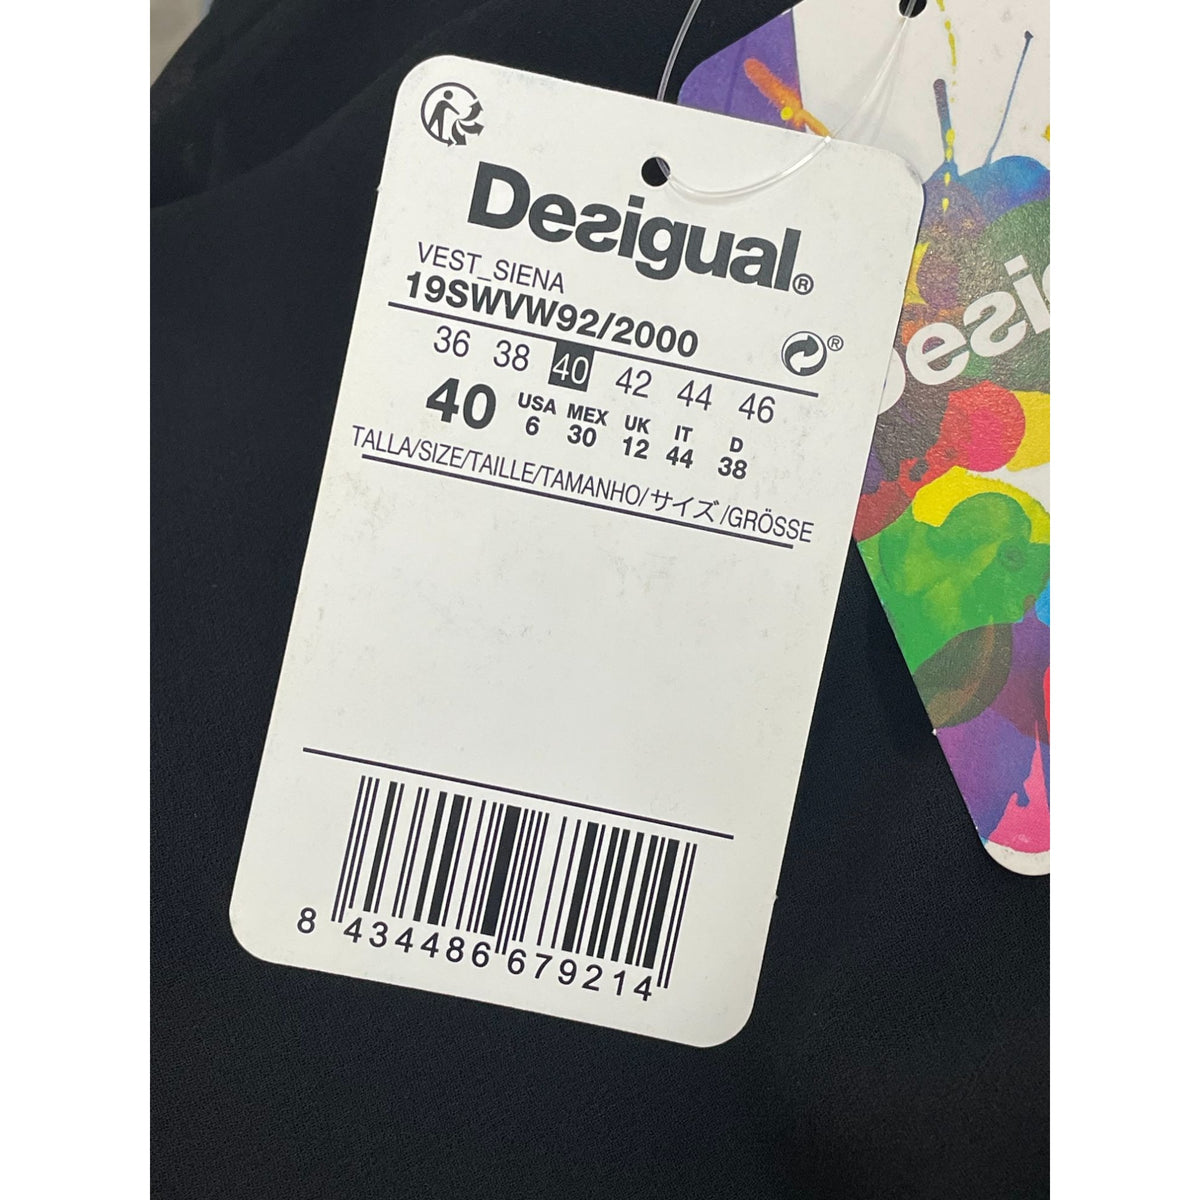 Desigual®
VEST_SIENA
19SWVW92/2000
36 38 40 42 44 46
40 USA MEX UK IT D
6 30 12 44 38
TALLA/SIZE/TAILLE/TAMANHO/サイズ/GRÖSSE
8 434486 679214
Desi